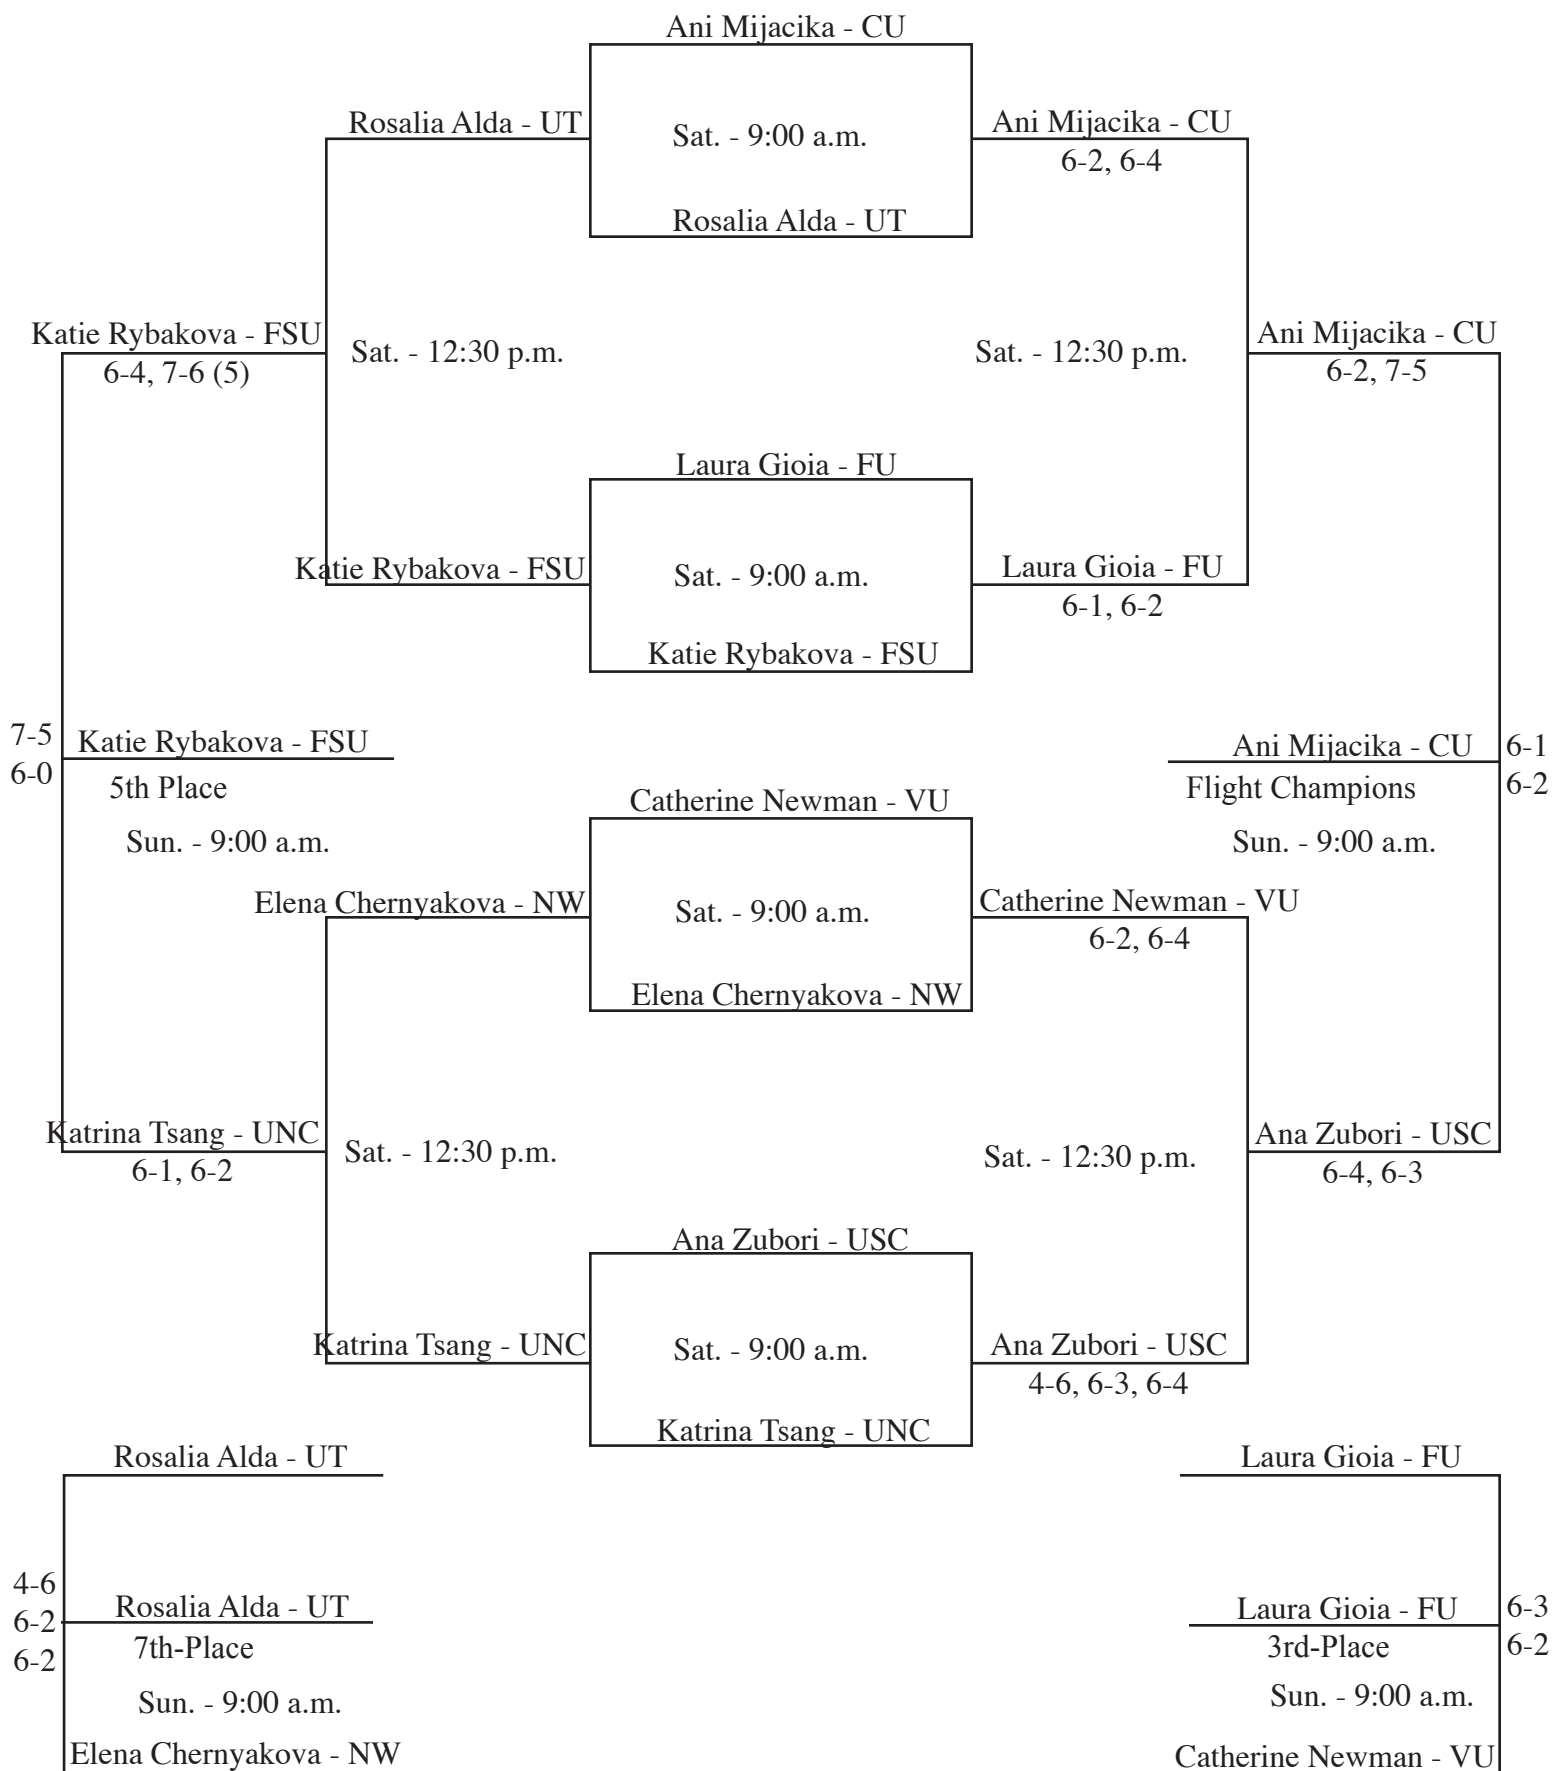 Ani Mijacika - CU
Rosalia Alda - UT
Sat. - 9:00 a.m.
Ani Mijacika - CU
6-2, 6-4
Rosalia Alda - UT
Katie Rybakova - FSU
6-4, 7-6 (5)
Sat. - 12:30 p.m.
Sat. - 12:30 p.m.
Ani Mijacika - CU
6-2, 7-5
Laura Gioia - FU
Katie Rybakova - FSU
Sat. - 9:00 a.m.
Laura Gioia - FU
6-1, 6-2
Katie Rybakova - FSU
7-5
6-0
Katie Rybakova - FSU
5th Place
Sun. - 9:00 a.m.
Ani Mijacika - CU
Flight Champions
Sun. - 9:00 a.m.
6-1
6-2
Catherine Newman - VU
Elena Chernyakova - NW
Sat. - 9:00 a.m.
Catherine Newman - VU
6-2, 6-4
Elena Chernyakova - NW
Katrina Tsang - UNC
6-1, 6-2
Sat. - 12:30 p.m.
Sat. - 12:30 p.m.
Ana Zubori - USC
6-4, 6-3
Ana Zubori - USC
Katrina Tsang - UNC
Sat. - 9:00 a.m.
Ana Zubori - USC
4-6, 6-3, 6-4
Katrina Tsang - UNC
Rosalia Alda - UT
4-6
6-2
6-2
Rosalia Alda - UT
7th-Place
Sun. - 9:00 a.m.
Elena Chernyakova - NW
Laura Gioia - FU
Laura Gioia - FU
3rd-Place
6-3
6-2
Sun. - 9:00 a.m.
Catherine Newman - VU